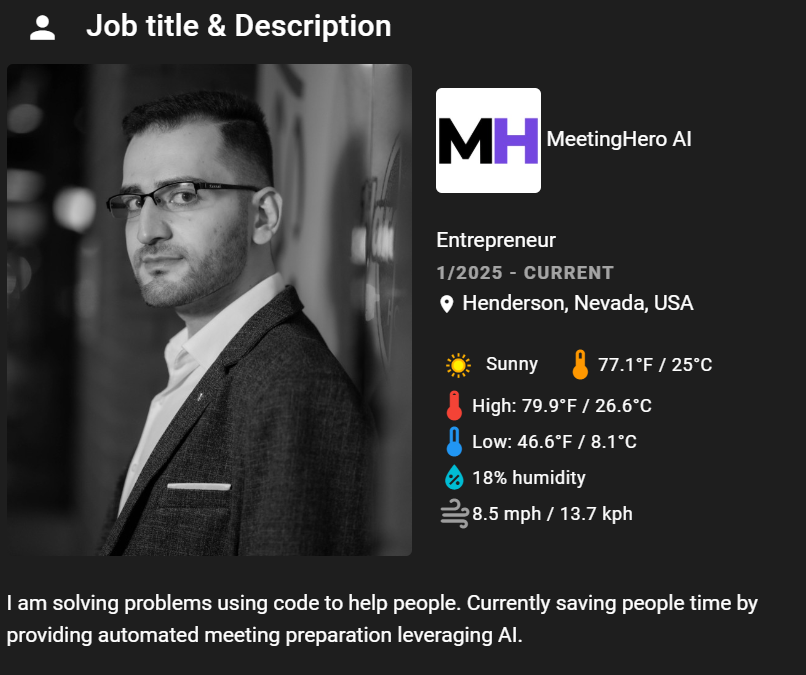 Job title & Description
MH
MeetingHero AI
Entrepreneur
1/2025 - CURRENT
Henderson, Nevada, USA
Sunny
77.1°F / 25°C
High: 79.9°F / 26.6°C
Low: 46.6°F / 8.1°C
18% humidity
8.5 mph / 13.7 kph
I am solving problems using code to help people. Currently saving people time by
providing automated meeting preparation leveraging AI.